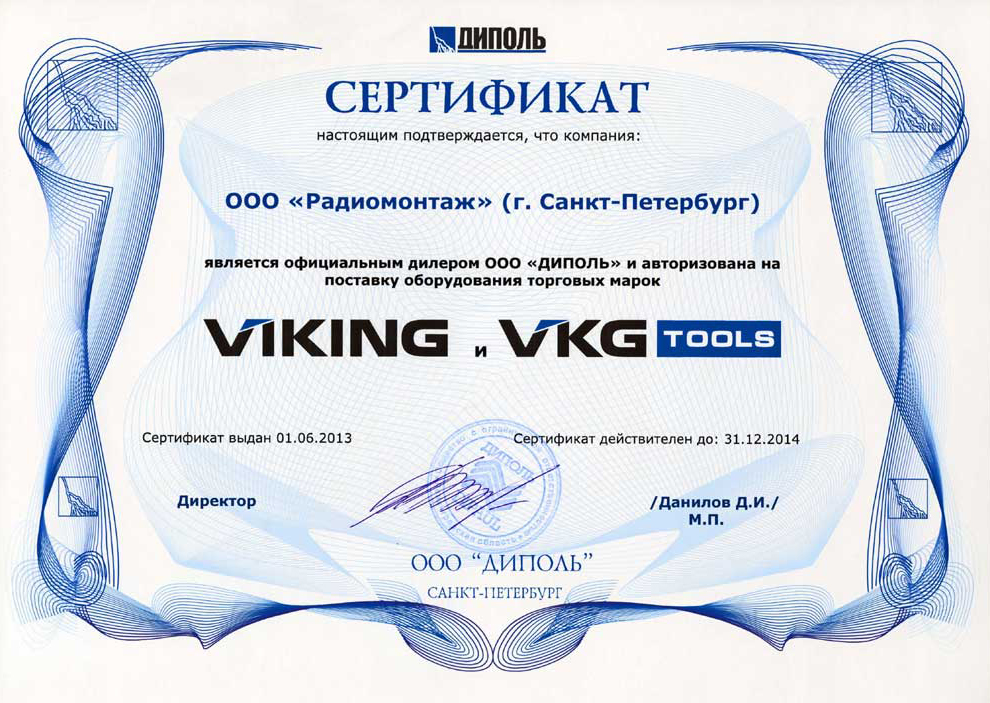 ДИПОЛЬ
СЕРТИФИКАТ
настоящим подтверждается, что компания:
ООО «Радиомонтаж» (г. Санкт-Петербург)
является официальным дилером ООО «ДИПОЛЬ» и авторизована на
поставку оборудования торговых марок
VIKING и VKG TOOLS
Сертификат выдан 01.06.2013
Сертификат действителен до: 31.12.2014
Директор
/Данилов Д.И./
М.П.
ДИПОЛЬ
ООО “ДИПОЛЬ”
САНКТ-ПЕТЕРБУРГ